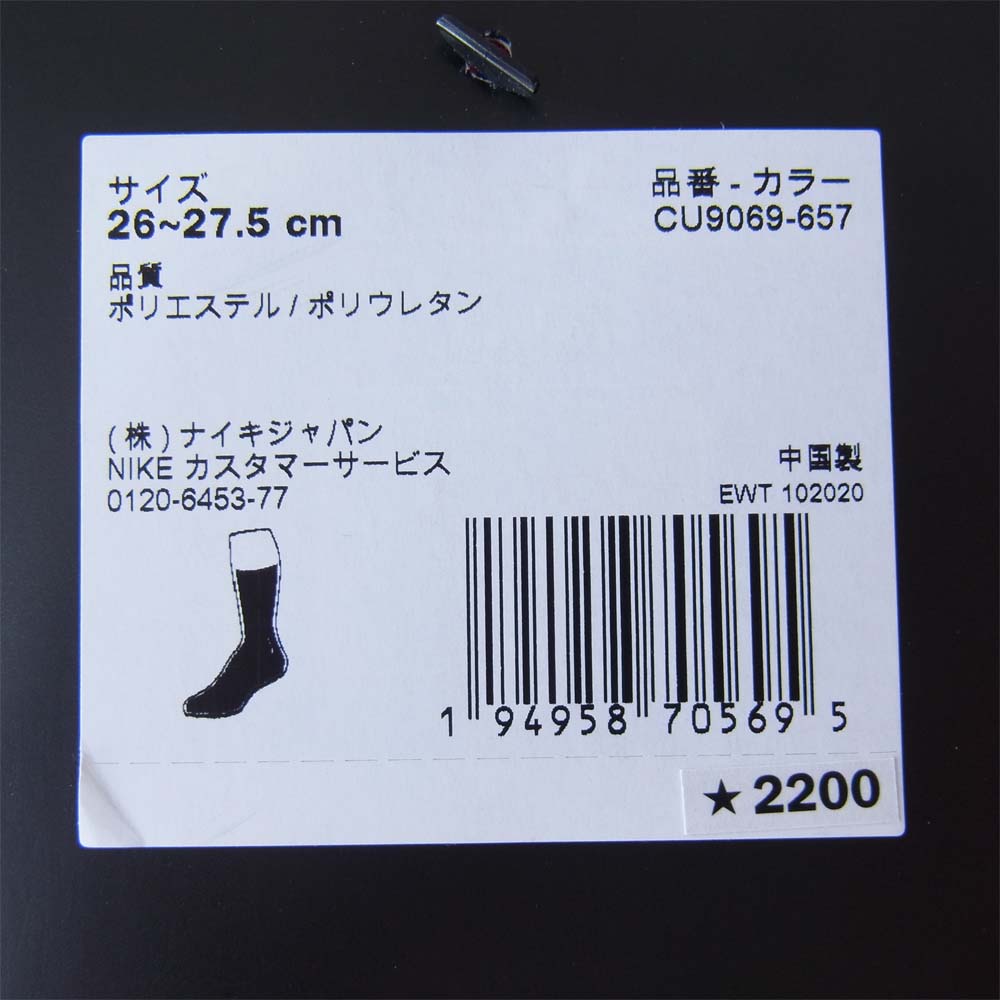 サイズ
26~27.5 cm
品番 - カラー
CU9069-657
品質
ポリエステル / ポリウレタン
(株)ナイキジャパン
NIKE カスタマーサービス
0120-6453-77
中国製
EWT 102020
1 94958 70569 5
★2200